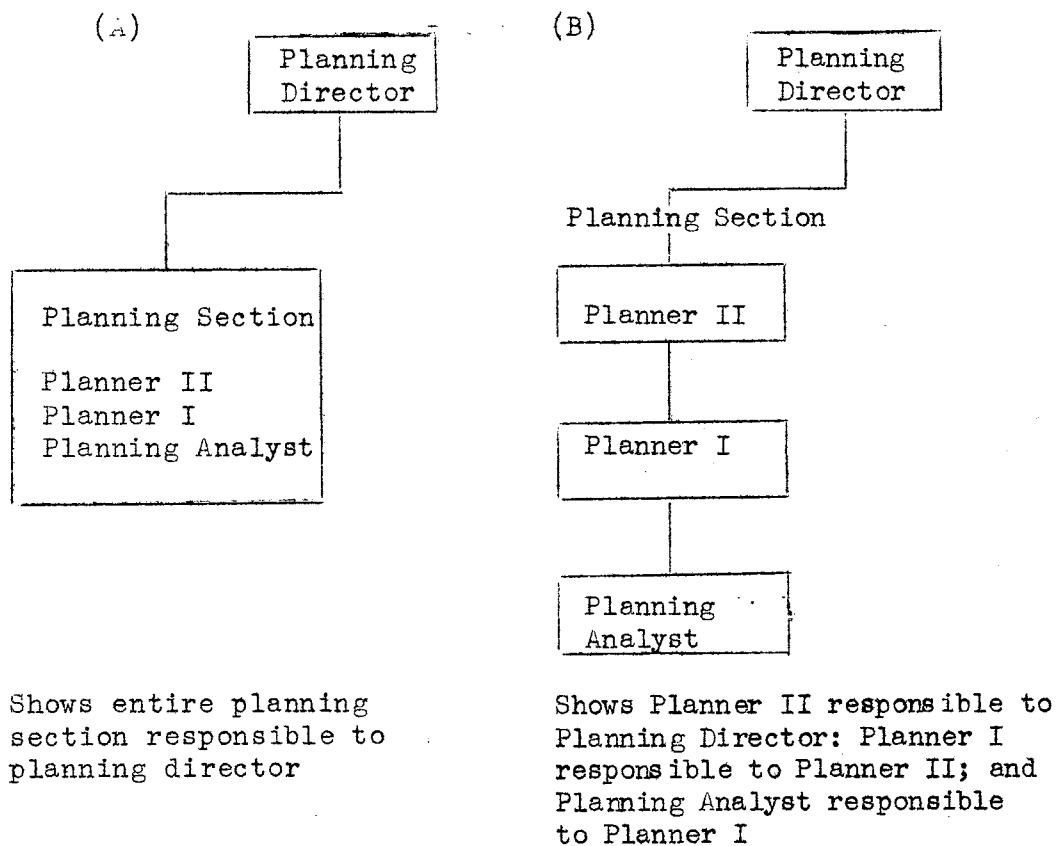 (A)
Planning
Director
Planning Section
Planner II
Planner I
Planning Analyst
Shows entire planning
section responsible to
planning director
(B)
Planning
Director
Planning Section
Planner II
Planner I
Planning
Analyst
Shows Planner II responsible to
Planning Director: Planner I
responsible to Planner II; and
Planning Analyst responsible
to Planner I